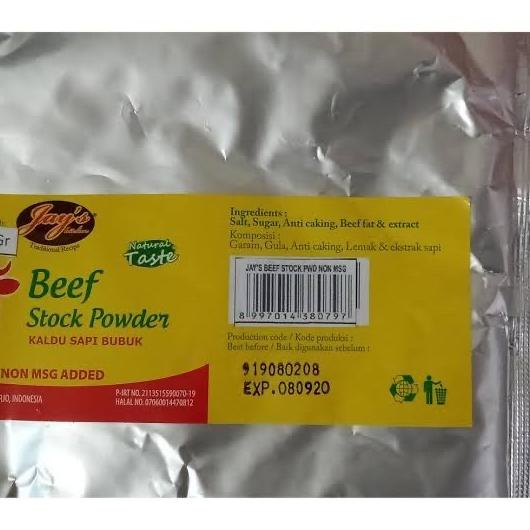 Jay's
Kitchen
Traditional Recipe
Gr
Natural
Taste
Beef
Stock Powder
KALDU SAPI BUBUK
NON MSG ADDED
INDONESIA
P-IRT NO. 2113515590070-19
HALAL NO. 07060014470812
Ingredients :
Salt, Sugar, Anti caking, Beef fat & extract
Komposisi :
Garain, Gula, Anti caking, Lemak & ekstrak sapi
JAY'S BEEF STOCK PWD NON MSG
8 997014 380797
Production code / Kode produksi :
Best before / Baik digunakan sebelum :
919080208
EXP.080920